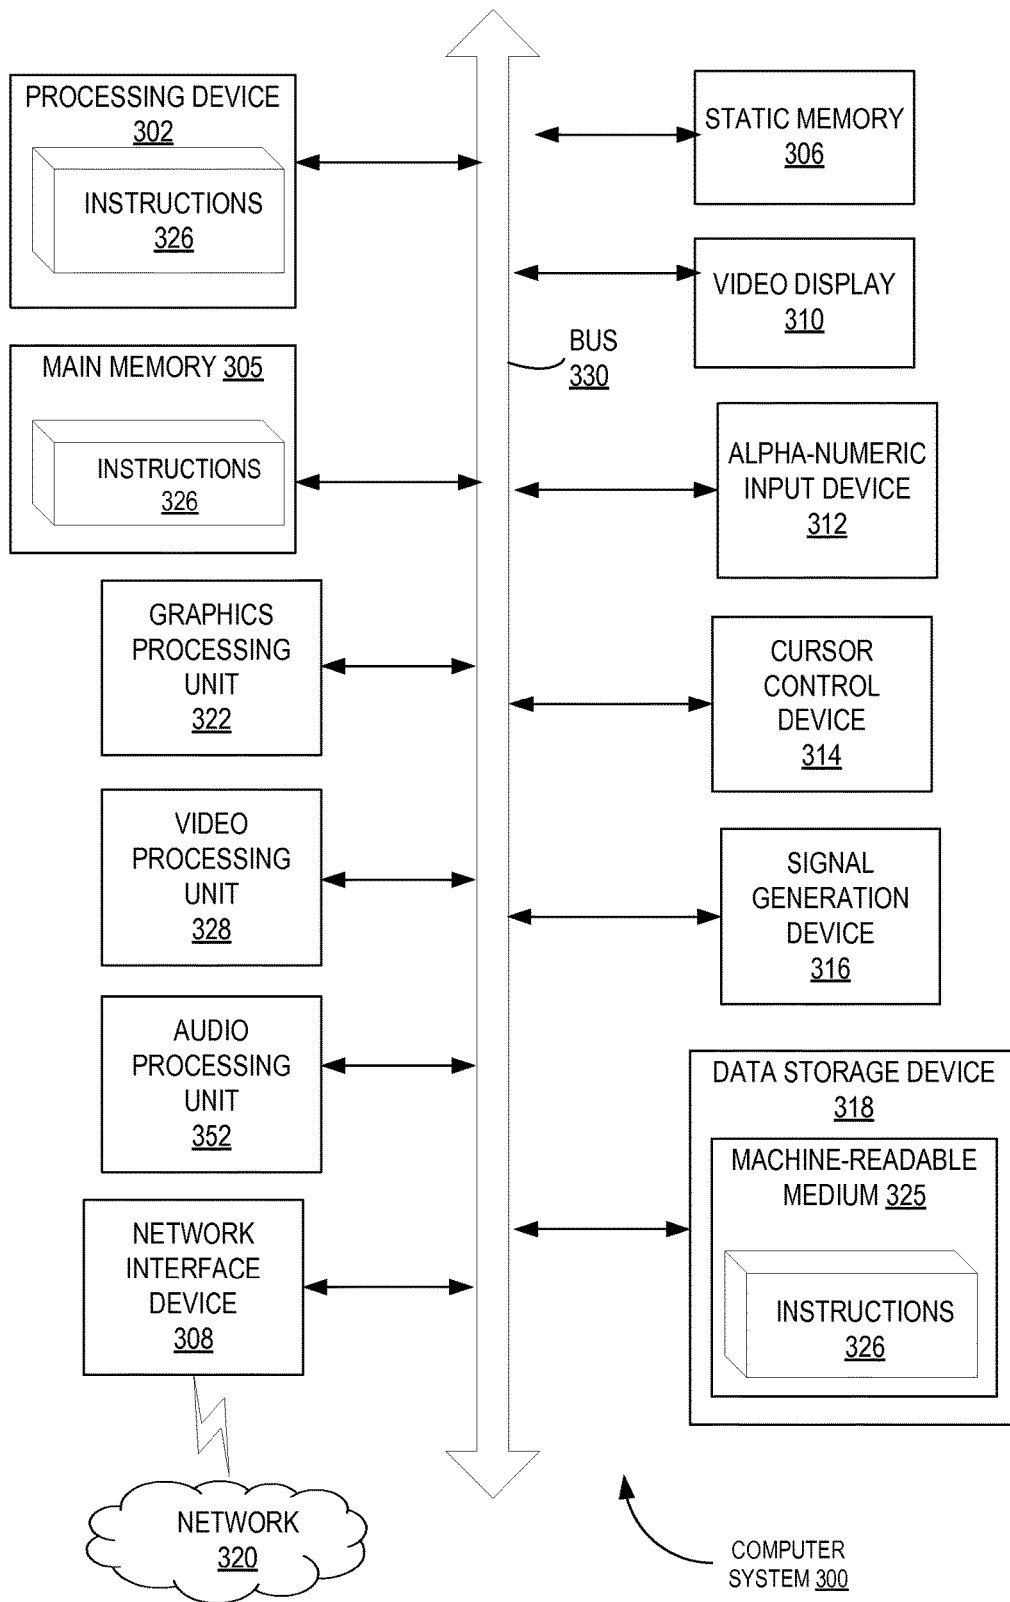 PROCESSING DEVICE
302
INSTRUCTIONS
326
MAIN MEMORY 305
INSTRUCTIONS
326
GRAPHICS
PROCESSING
UNIT
322
VIDEO
PROCESSING
UNIT
328
AUDIO
PROCESSING
UNIT
352
NETWORK
INTERFACE
DEVICE
308
NETWORK
320
BUS
330
STATIC MEMORY
306
VIDEO DISPLAY
310
ALPHA-NUMERIC
INPUT DEVICE
312
CURSOR
CONTROL
DEVICE
314
SIGNAL
GENERATION
DEVICE
316
DATA STORAGE DEVICE
318
MACHINE-READABLE
MEDIUM 325
INSTRUCTIONS
326
COMPUTER
SYSTEM 300